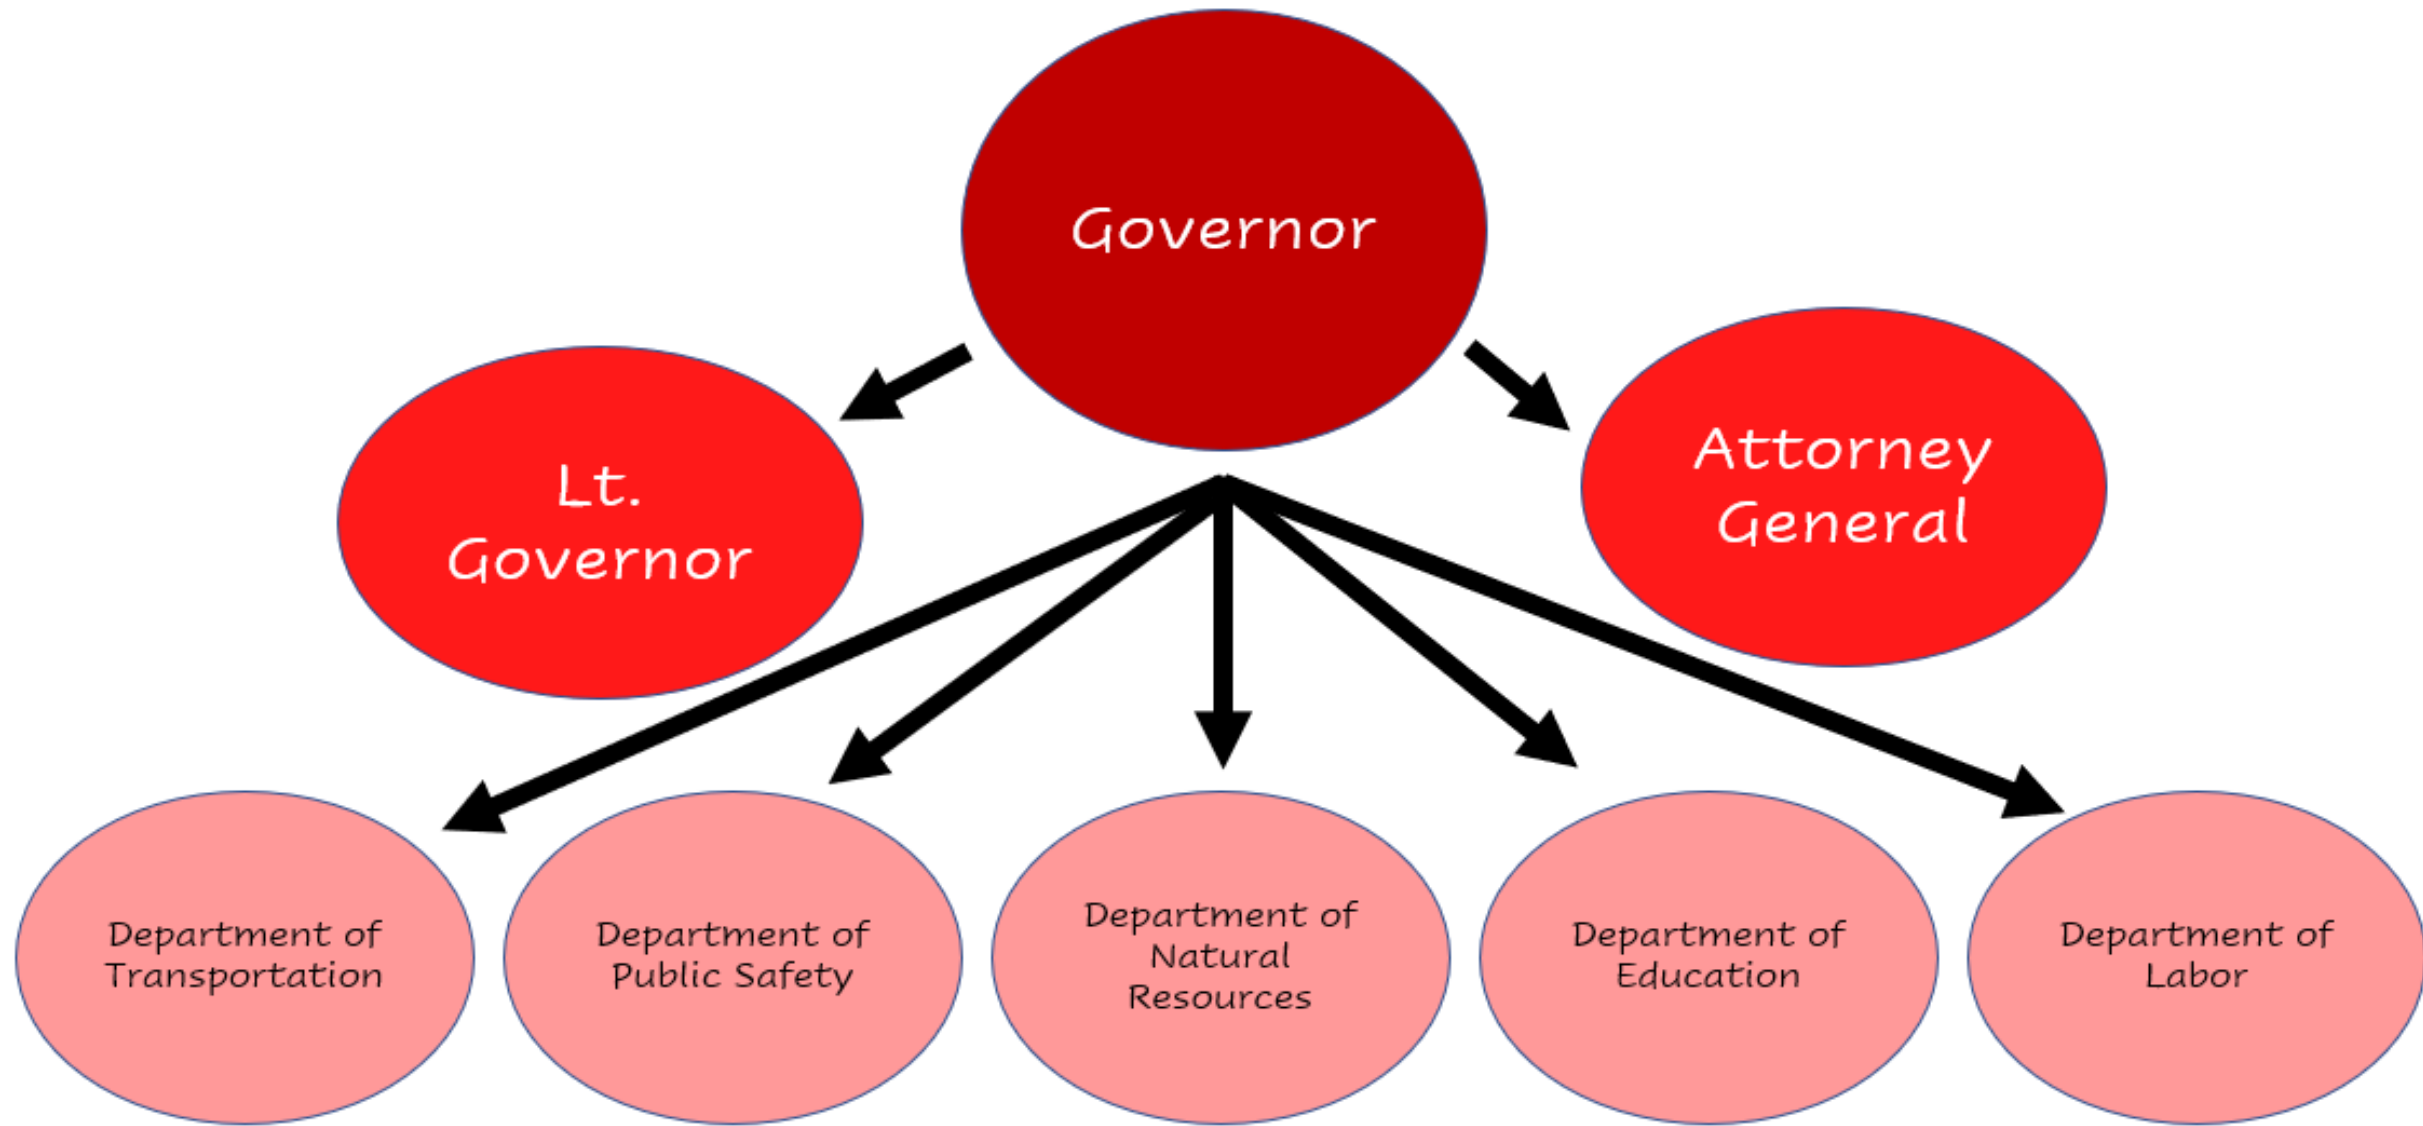 Governor
Lt.
Governor
Attorney
General
Department of
Transportation
Department of
Public Safety
Department of
Natural
Resources
Department of
Education
Department of
Labor